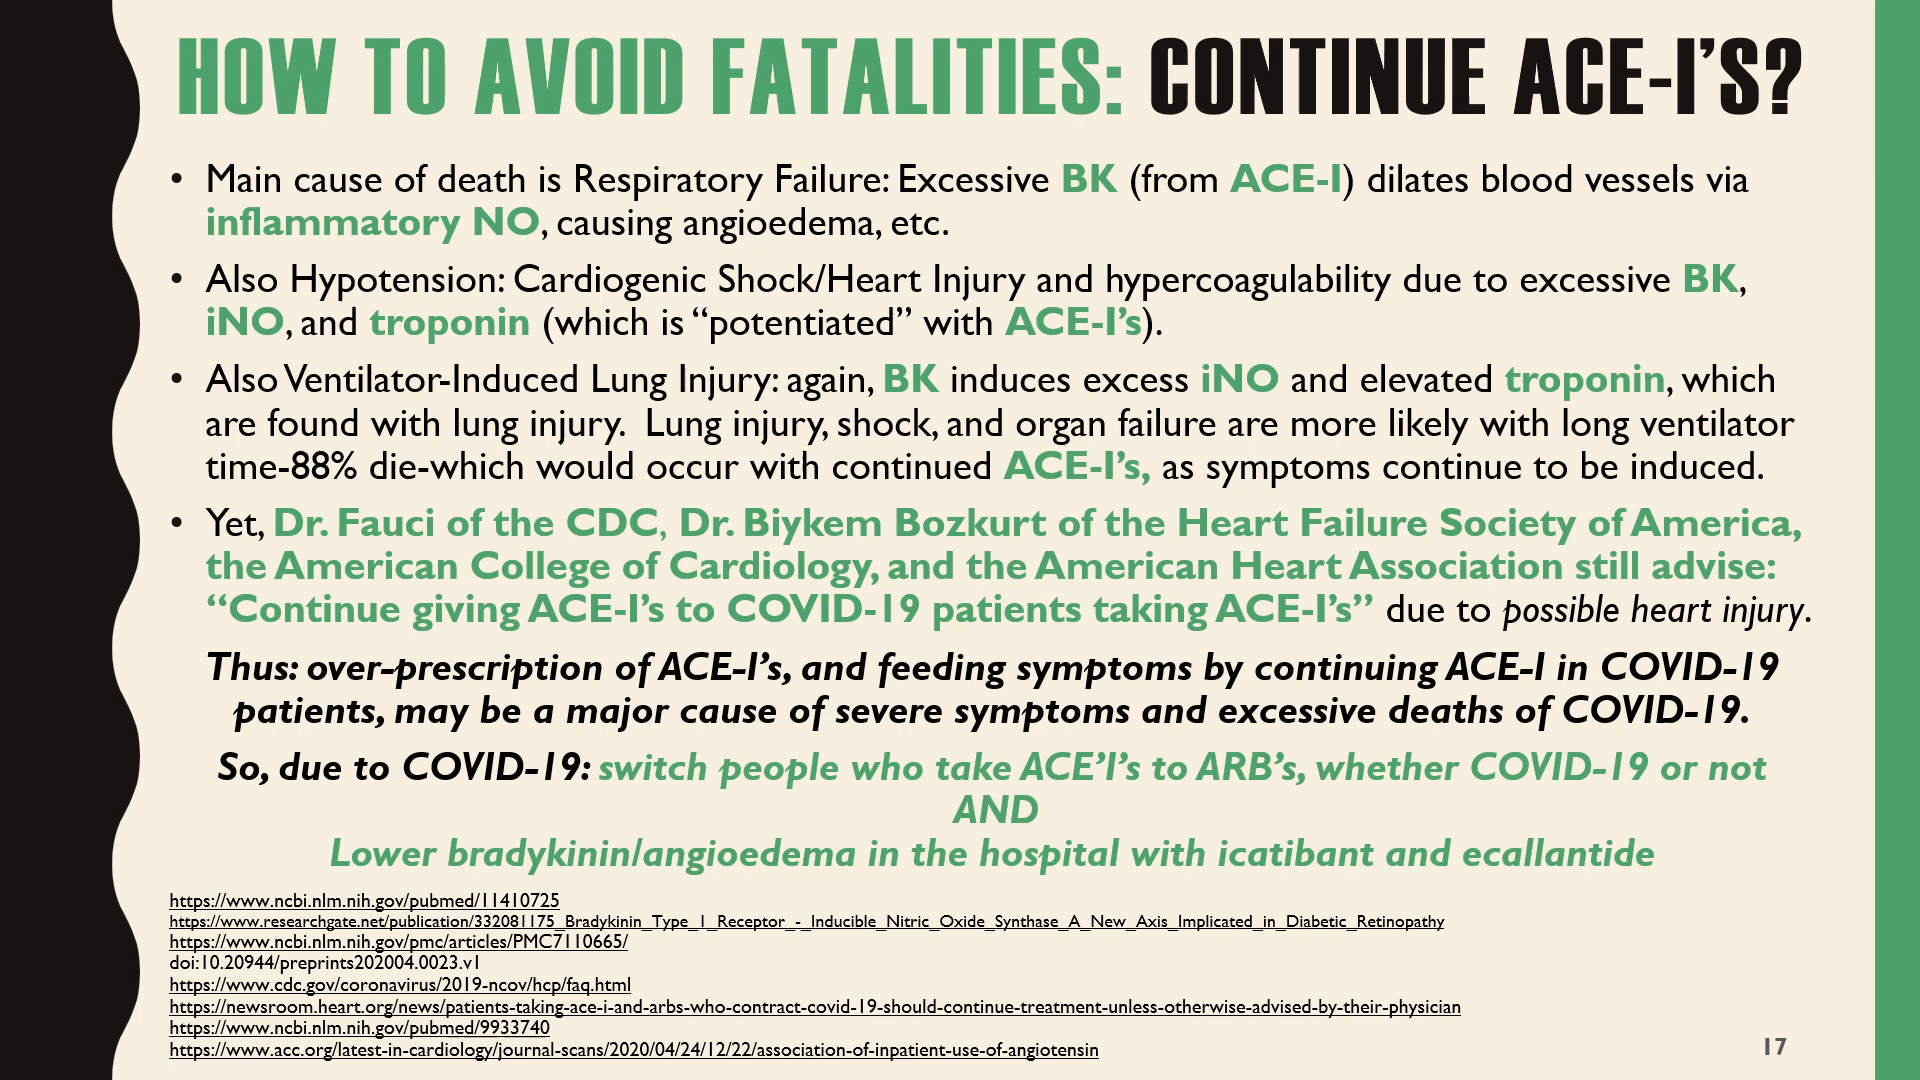 HOW TO AVOID FATALITIES: CONTINUE ACE-I'S?
• Main cause of death is Respiratory Failure: Excessive BK (from ACE-I) dilates blood vessels via
inflammatory NO, causing angioedema, etc.
• Also Hypotension: Cardiogenic Shock/Heart Injury and hypercoagulability due to excessive BK,
iNO, and troponin (which is “potentiated” with ACE-I’s).
• Also Ventilator-Induced Lung Injury: again, BK induces excess iNO and elevated troponin, which
are found with lung injury.  Lung injury, shock, and organ failure are more likely with long ventilator
time-88% die-which would occur with continued ACE-I’s, as symptoms continue to be induced.
• Yet, Dr. Fauci of the CDC, Dr. Biykem Bozkurt of the Heart Failure Society of America,
the American College of Cardiology, and the American Heart Association still advise:
“Continue giving ACE-I’s to COVID-19 patients taking ACE-I’s” due to possible heart injury.
Thus: over-prescription of ACE-I’s, and feeding symptoms by continuing ACE-I in COVID-19
patients, may be a major cause of severe symptoms and excessive deaths of COVID-19.
So, due to COVID-19: switch people who take ACE’I’s to ARB’s, whether COVID-19 or not
AND
Lower bradykinin/angioedema in the hospital with icatibant and ecallantide
https://www.ncbi.nlm.nih.gov/pubmed/11410725
https://www.researchgate.net/publication/332081175_Bradykinin_Type_1_Receptor_-_Inducible_Nitric_Oxide_Synthase_A_New_Axis_Implicated_in_Diabetic_Retinopathy
https://www.ncbi.nlm.nih.gov/pmc/articles/PMC7110665/
doi:10.20944/preprints202004.0023.v1
https://www.cdc.gov/coronavirus/2019-ncov/hcp/faq.html
https://newsroom.heart.org/news/patients-taking-ace-i-and-arbs-who-contract-covid-19-should-continue-treatment-unless-otherwise-advised-by-their-physician
https://www.ncbi.nlm.nih.gov/pubmed/9933740
https://www.acc.org/latest-in-cardiology/journal-scans/2020/04/24/12/22/association-of-inpatient-use-of-angiotensin
17